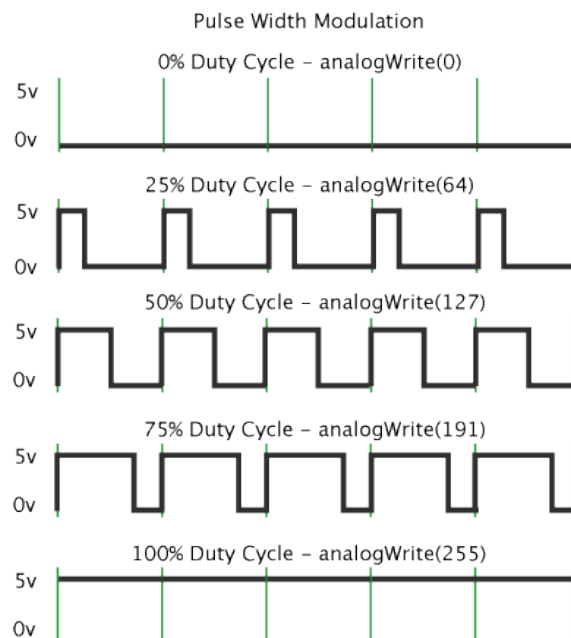 Pulse Width Modulation
0% Duty Cycle – analogWrite(0)
5v
0v
25% Duty Cycle – analogWrite(64)
5v
0v
50% Duty Cycle – analogWrite(127)
5v
0v
75% Duty Cycle – analogWrite(191)
5v
0v
100% Duty Cycle – analogWrite(255)
5v
0v